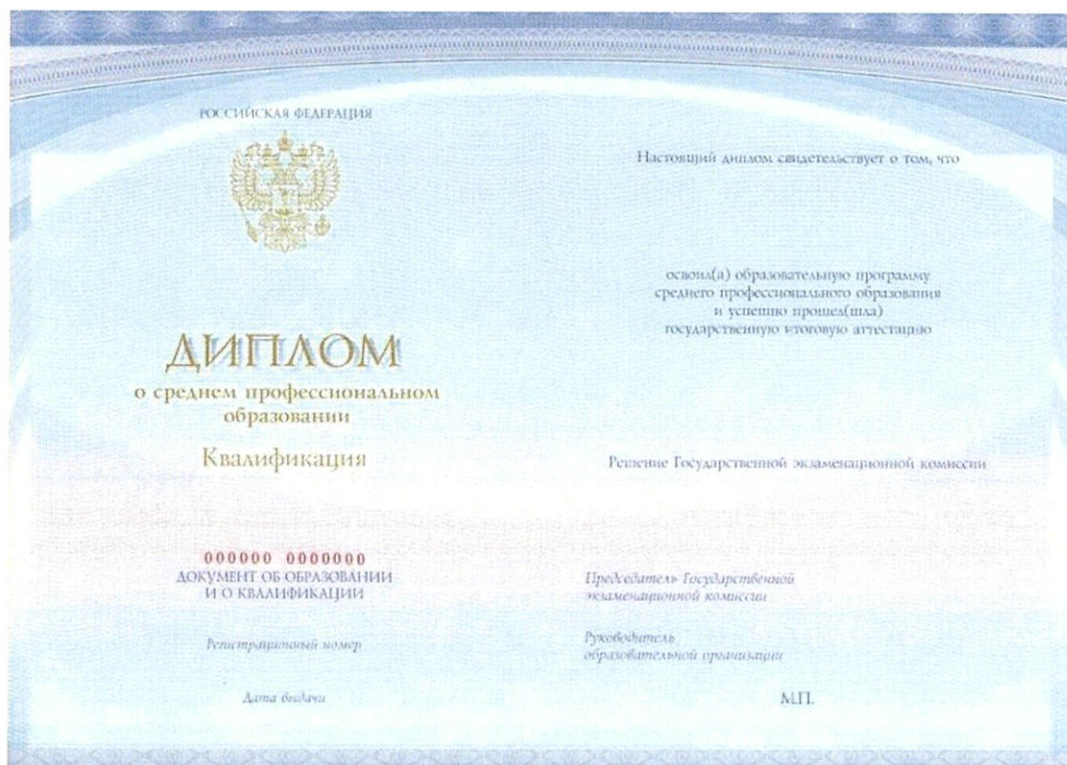 РОССИЙСКАЯ ФЕДЕРАЦИЯ
ДИПЛОМ
о среднем профессиональном
образовании
Квалификация
000000 0000000
ДОКУМЕНТ ОБ ОБРАЗОВАНИИ
И О КВАЛИФИКАЦИИ
Регистрационный номер
Дата выдачи
Настоящий диплом свидетельствует о том, что
освоил(а) образовательную программу
среднего профессионального образования
и успешно прошел(шла)
государственную итоговую аттестацию
Решение Государственной экзаменационной комиссии
Председатель Государственной
экзаменационной комиссии
Руководитель
образовательной организации
М.П.